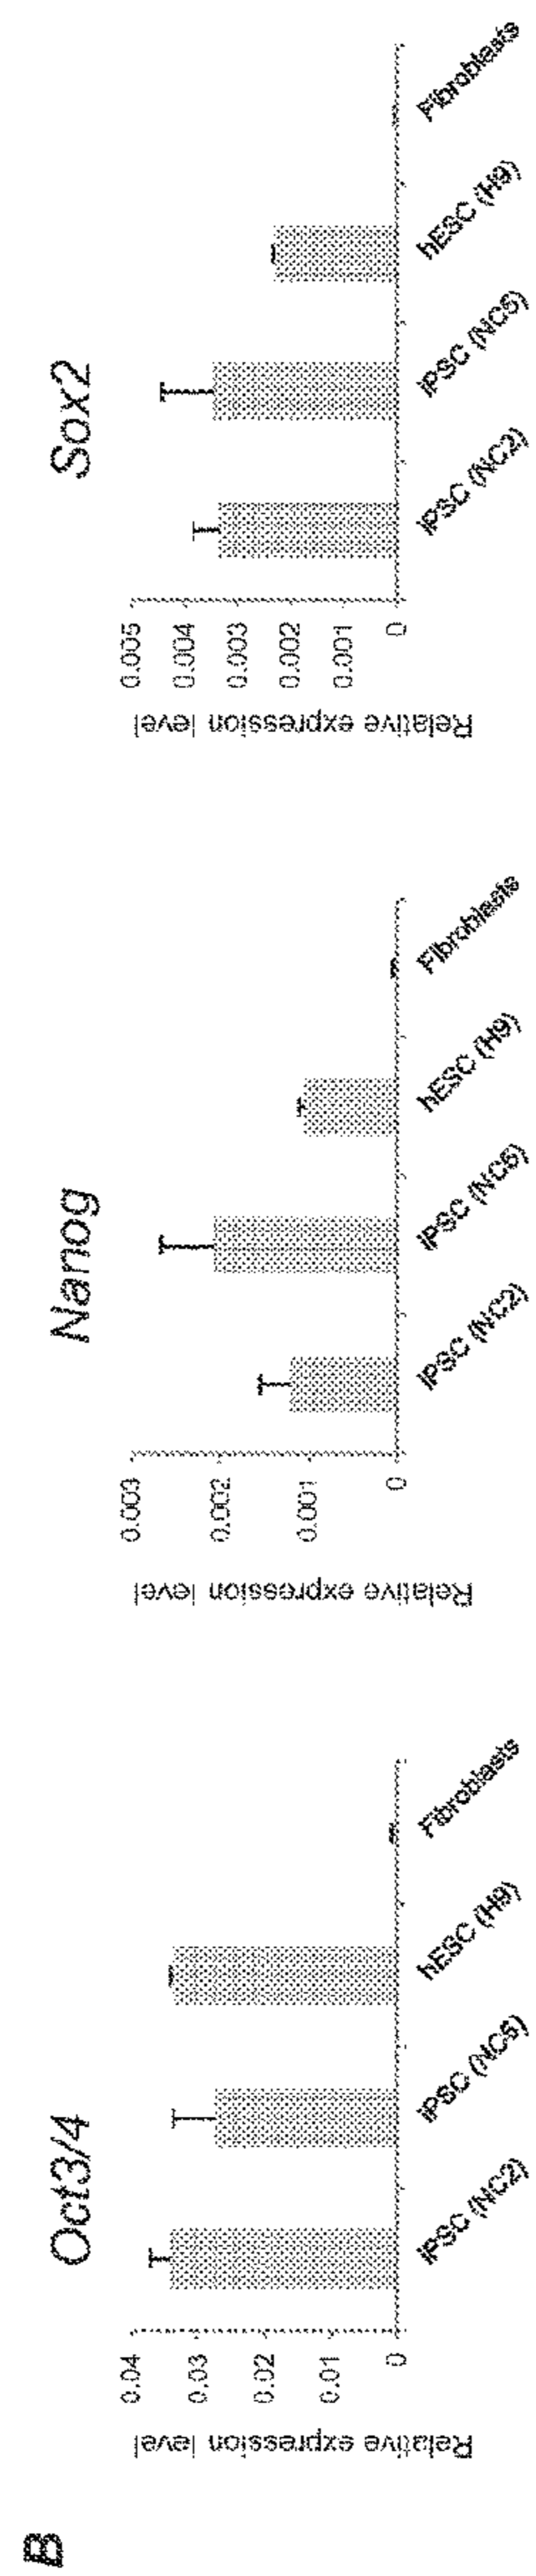 B
Oct3/4
Relative expression level
0.04
0.03
0.02
0.01
0
iPSC (NC2)
iPSC (NC5)
hESC (H9)
Fibroblasts
Nanog
Relative expression level
0.003
0.002
0.001
0
iPSC (NC2)
iPSC (NC5)
hESC (H9)
Fibroblasts
Sox2
Relative expression level
0.005
0.004
0.003
0.002
0.001
0
iPSC (NC2)
iPSC (NC5)
hESC (H9)
Fibroblasts